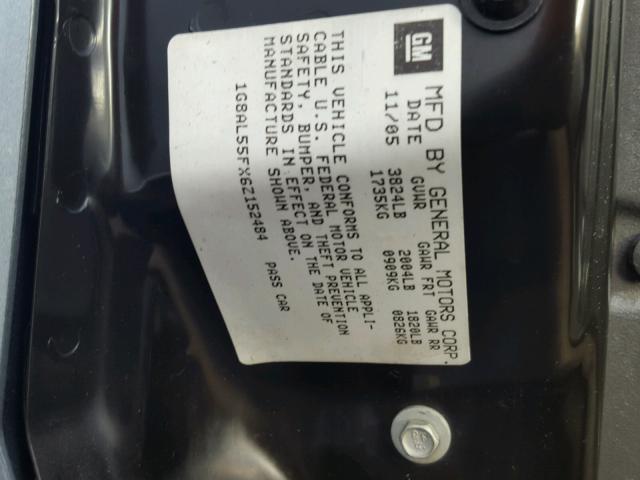 GM
MFD BY GENERAL MOTORS CORP.
DATE GVWR GAWR FRT GAWR RR
11/05 3824LB 2004LB 1820LB
1735KG 0909KG 0826KG
THIS VEHICLE CONFORMS TO ALL APPLI-
CABLE U.S. FEDERAL MOTOR VEHICLE
SAFETY, BUMPER, AND THEFT PREVENTION
STANDARDS IN EFFECT ON THE DATE OF
MANUFACTURE SHOWN ABOVE.
1G8AL55FX6Z152484 PASS CAR